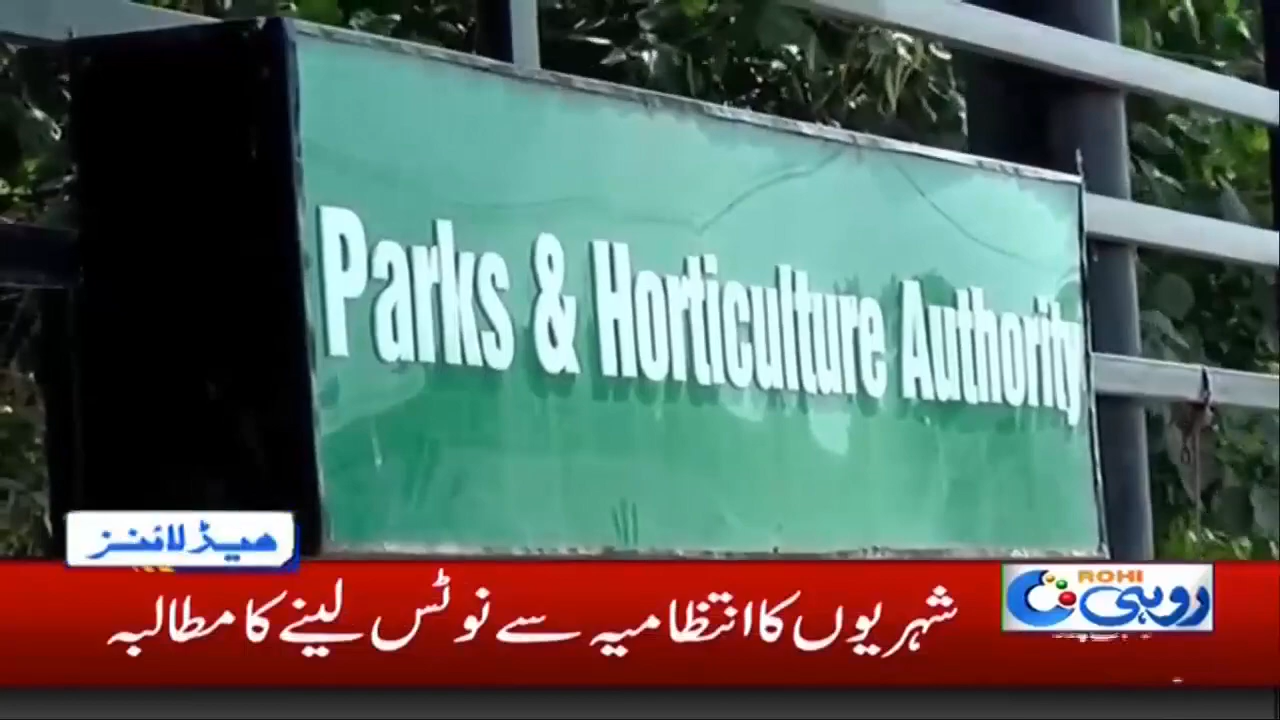 Parks & Horticulture Authority
ہیڈ لائنز
ROHI
روہی
شہریوں کا انتظامیہ سے نوٹس لینے کا مطالبہ